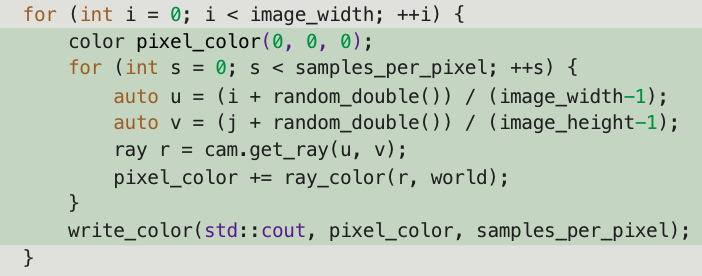 for (int i = 0; i < image_width; ++i) {
    color pixel_color(0, 0, 0);
    for (int s = 0; s < samples_per_pixel; ++s) {
        auto u = (i + random_double()) / (image_width-1);
        auto v = (j + random_double()) / (image_height-1);
        ray r = cam.get_ray(u, v);
        pixel_color += ray_color(r, world);
    }
    write_color(std::cout, pixel_color, samples_per_pixel);
}